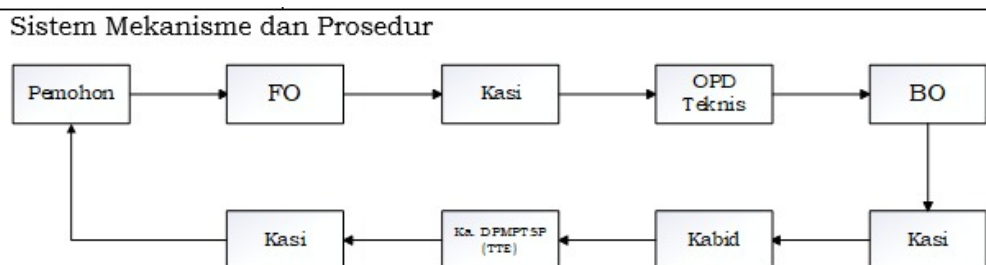 Sistem Mekanisme dan Prosedur
Pemohon
FO
Kasi
OPD
Teknis
BO
Kasi
Ka. DPMPTSP
(TTE)
Kabid
Kasi